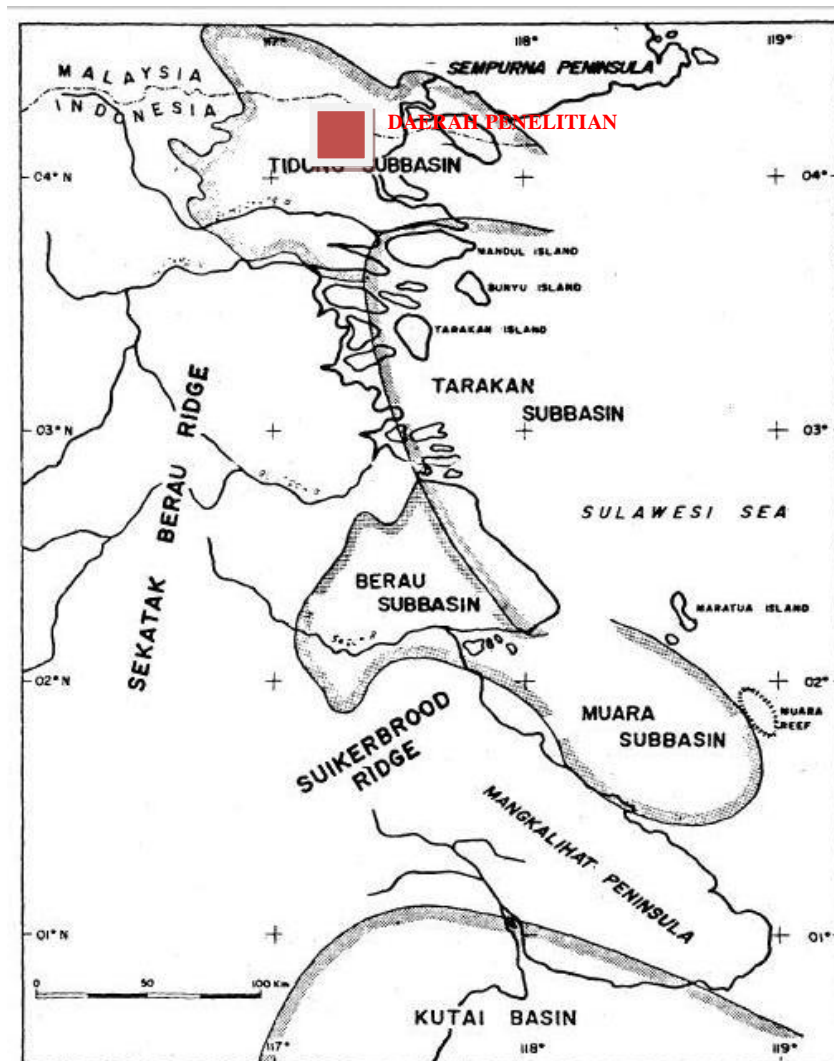 117°
118°
119°
SEMPURNA PENINSULA
MALAYSIA
INDONESIA
DAERAH PENELITIAN
TIDUNG SUBBASIN
04° N
04°
MANDUL ISLAND
BUNYU ISLAND
TARAKAN ISLAND
TARAKAN
SUBBASIN
03° N
03°
SEKATAK BERAU RIDGE
SULAWESI SEA
BERAU
SUBBASIN
MARATUA ISLAND
02° N
02°
MUARA
REEF
MUARA
SUBBASIN
SUIKERBROOD
RIDGE
MANGKALIHAT PENINSULA
01° N
01°
0
50
100 Km
KUTAI BASIN
117°
118°
119°